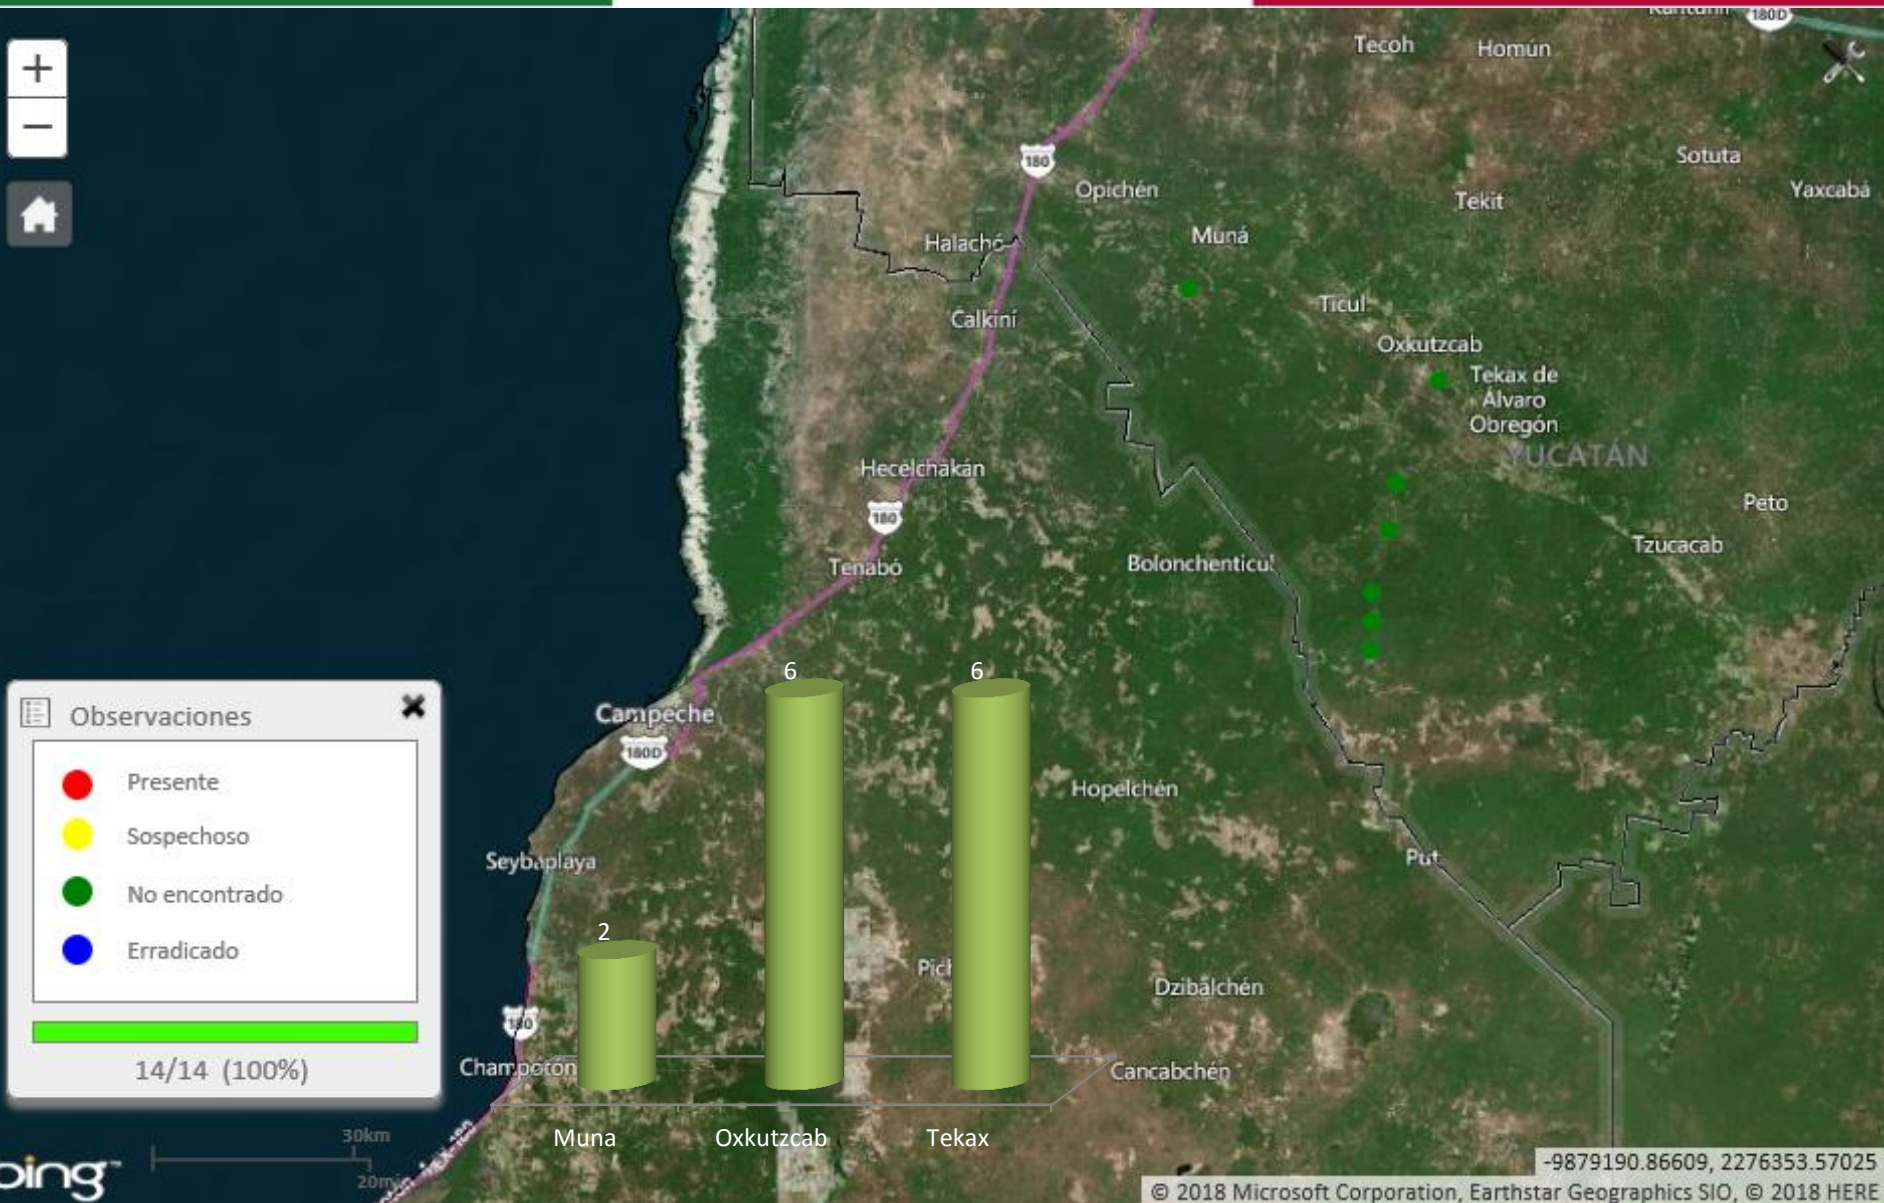 180D
Tecoh
Homún
Sotuta
180
Opichén
Tekit
Yaxcabá
Halachó
Muná
Ticul
Calkiní
Oxkutzcab
Tekax de
Álvaro
Obregón
YUCATÁN
Hecelchakán
Peto
180
Tzucacab
Tenabó
Bolonchenticul
6
6
Observaciones
Campeche
180D
Presente
Hopelchén
Sospechoso
Seybaplaya
Put
No encontrado
2
Erradicado
Pich
Dzibalchén
180
14/14 (100%)
Champotón
Cancabchén
30km
Muna
Oxkutzcab
Tekax
bing
20mi
-9879190.86609, 2276353.57025
© 2018 Microsoft Corporation, Earthstar Geographics SIO, © 2018 HERE